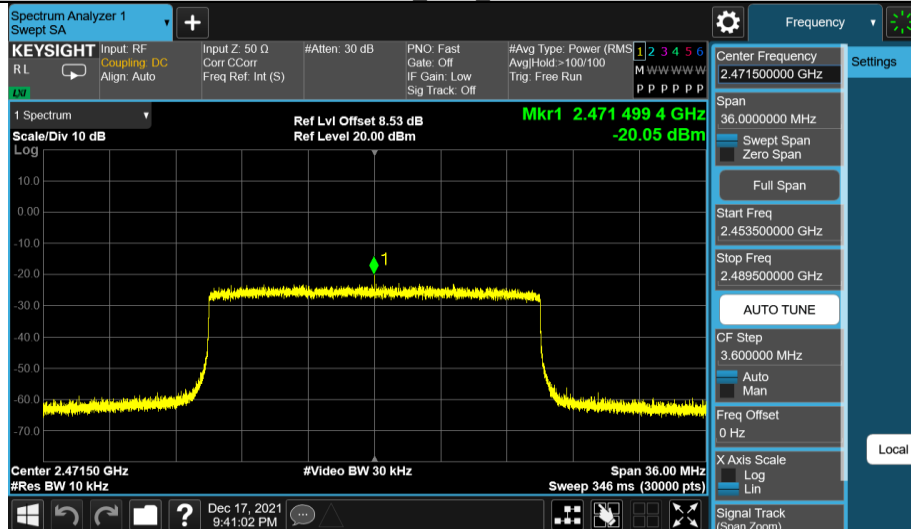 Spectrum Analyzer 1
Swept SA
+
Frequency
KEYSIGHT
R L
LXI
Input: RF
Coupling: DC
Align: Auto
Input Z: 50 Ω
Corr CCorr
Freq Ref: Int (S)
#Atten: 30 dB
PNO: Fast
Gate: Off
IF Gain: Low
Sig Track: Off
#Avg Type: Power (RMS
Avg|Hold:>100/100
Trig: Free Run
1 2 3 4 5 6
M W W W W W
P P P P P P
1 Spectrum
Scale/Div 10 dB
Log
Ref Lvl Offset 8.53 dB
Ref Level 20.00 dBm
Mkr1 2.471 499 4 GHz
-20.05 dBm
10.0
0.00
-10.0
-20.0
-30.0
-40.0
-50.0
-60.0
-70.0
1
Center 2.47150 GHz
#Res BW 10 kHz
#Video BW 30 kHz
Span 36.00 MHz
Sweep 346 ms (30000 pts)
?
Dec 17, 2021
9:41:02 PM
Center Frequency
2.471500000 GHz
Span
36.0000000 MHz
Swept Span
Zero Span
Full Span
Start Freq
2.453500000 GHz
Stop Freq
2.489500000 GHz
AUTO TUNE
CF Step
3.600000 MHz
Auto
Man
Freq Offset
0 Hz
X Axis Scale
Log
Lin
Signal Track
(Span Zoom)
Settings
Local